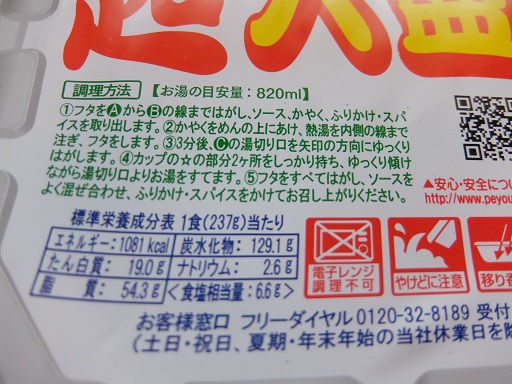 超大盛
調理方法 【お湯の目安量:820ml】
①フタをⒶからⒷの線まではがし、ソース、かやく、ふりかけ・スパ
イスを取り出します。②かやくをめんの上にあけ、熱湯を内側の線まで
注ぎ、フタをします。③3分後、Ⓒの湯切り口を矢印の方向にゆっくり
はがします。④カップの☆の部分2ヶ所をしっかり持ち、ゆっくり傾け
ながら湯切り口よりお湯をすてます。⑤フタをすべてはがし、ソースを
よく混ぜ合わせ、ふりかけ・スパイスをかけてお召し上がりください。
▲安心・安全につい
http://www.peyou
標準栄養成分表 1食(237g)当たり
エネルギー:1081kcal 炭水化物:129.1g
たん白質:19.0g ナトリウム:2.6g
脂質:54.3g <食塩相当量:6.6g>
電子レンジ
調理不可
やけどに注意
移り香
お客様窓口 フリーダイヤル 0120-32-8189 受付
(土・日・祝日、夏期・年末年始の当社休業日を除